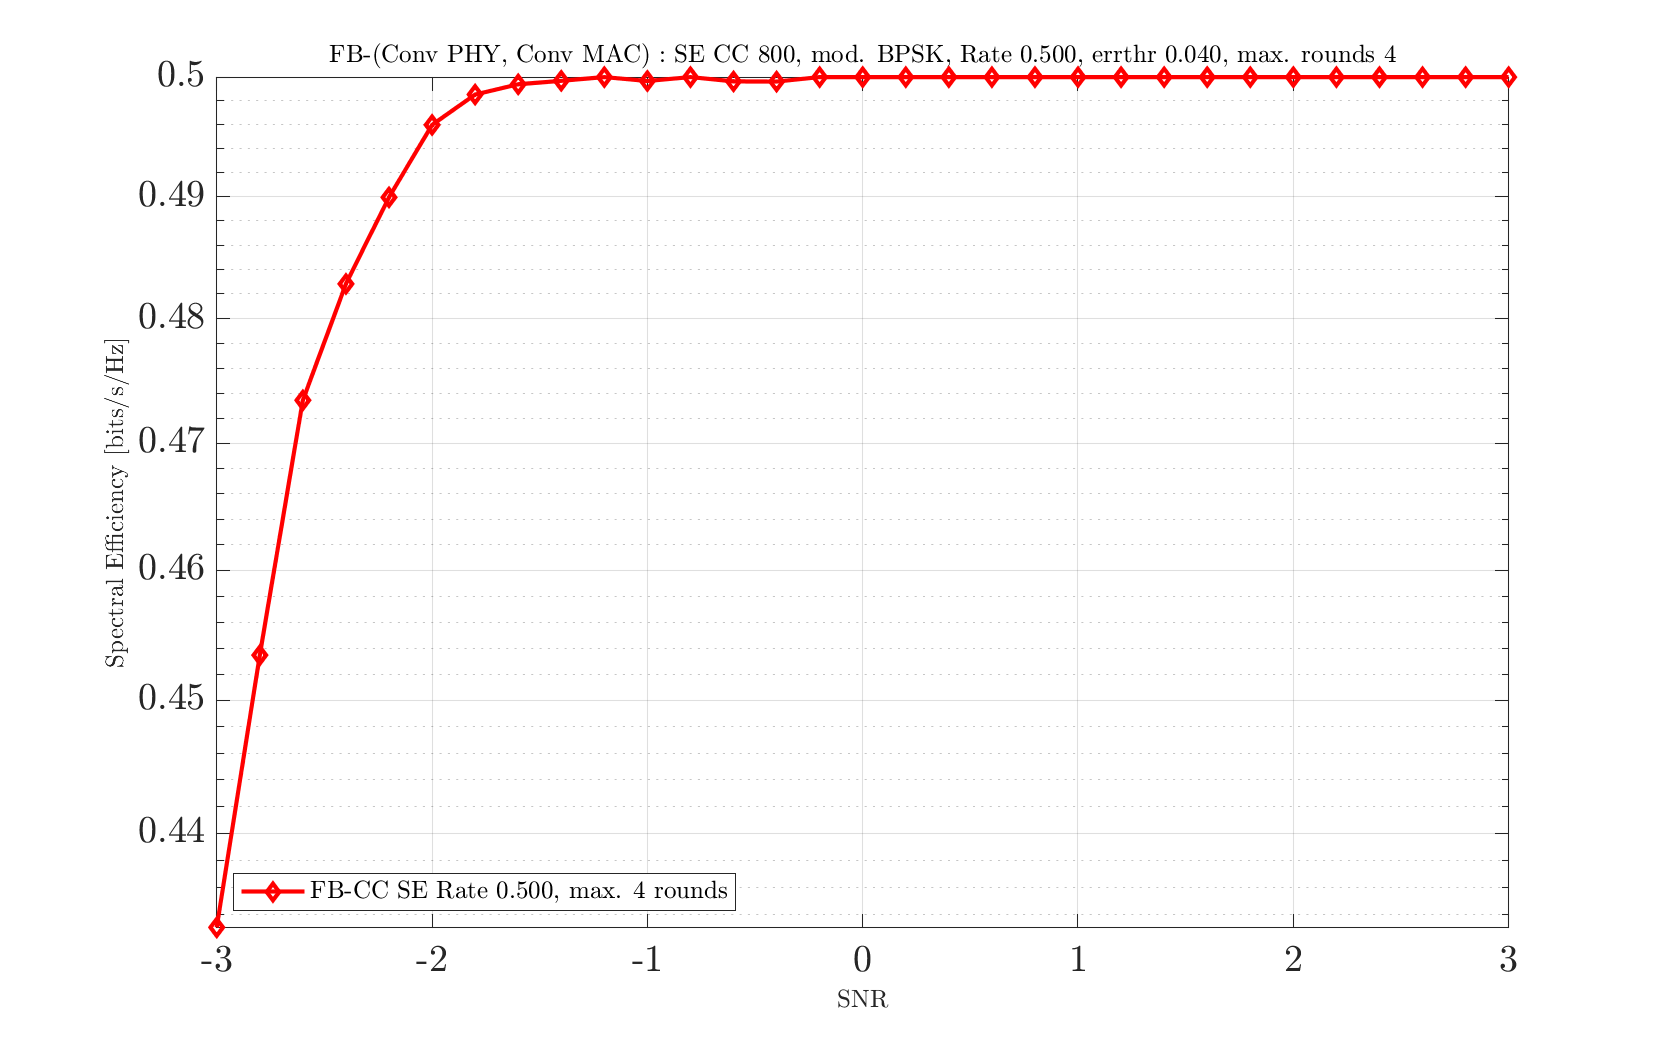 FB-(Conv PHY, Conv MAC) : SE CC 800, mod. BPSK, Rate 0.500, errthr 0.040, max. rounds 4
0.5
0.49
0.48
0.47
0.46
0.45
0.44
Spectral Efficiency [bits/s/Hz]
FB-CC SE Rate 0.500, max. 4 rounds
-3 -2 -1 0 1 2 3
SNR